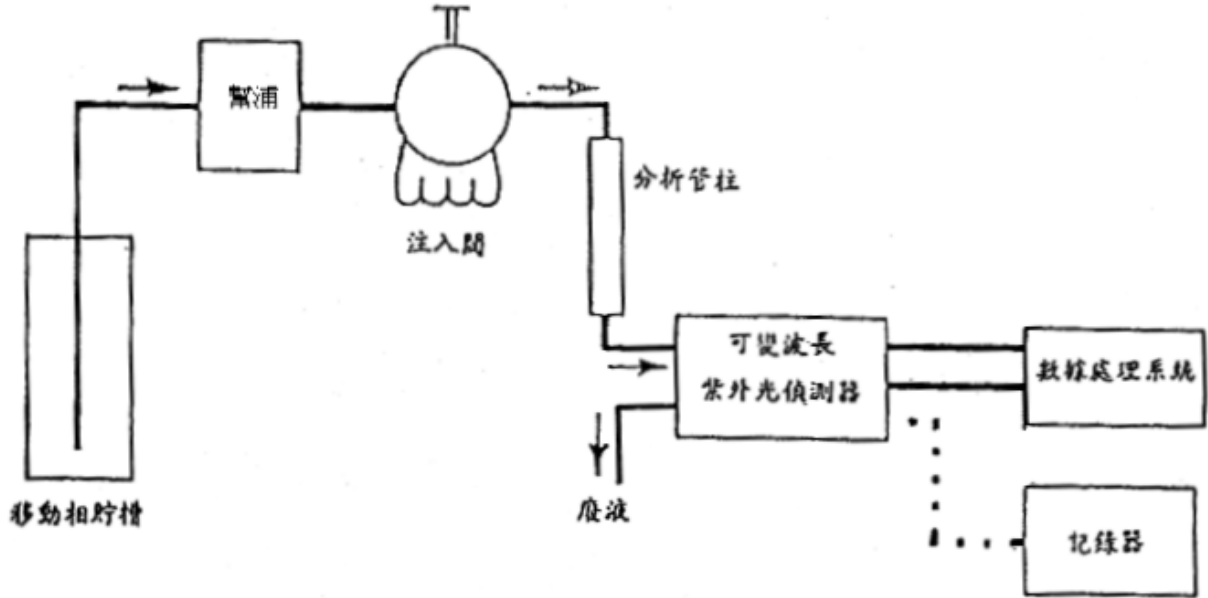 幫浦
分析管柱
注入閥
可變波長
紫外光偵測器
數據處理系統
移動相貯槽
廢液
記錄器